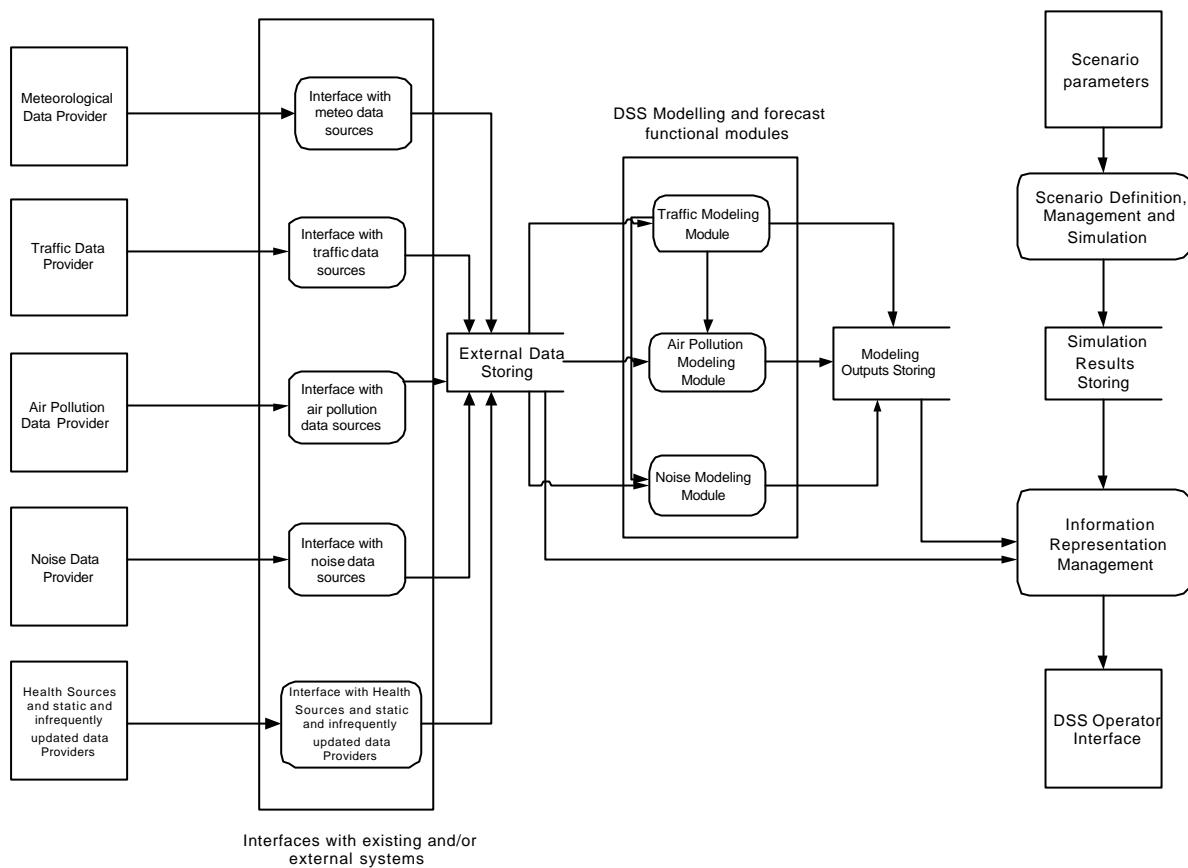 Meteorological
Data Provider
Traffic Data
Provider
Air Pollution
Data Provider
Noise Data
Provider
Health Sources
and static and
infrequently
updated data
Providers
Interface with
meteo data
sources
Interface with
traffic data
sources
Interface with
air pollution
data sources
Interface with
noise data
sources
Interface with Health
Sources and static
and infrequently
updated data
Providers
Interfaces with existing and/or
external systems
External Data
Storing
DSS Modelling and forecast
functional modules
Traffic Modeling
Module
Air Pollution
Modeling
Module
Noise Modeling
Module
Modeling
Outputs Storing
Scenario
parameters
Scenario Definition,
Management and
Simulation
Simulation
Results
Storing
Information
Representation
Management
DSS Operator
Interface